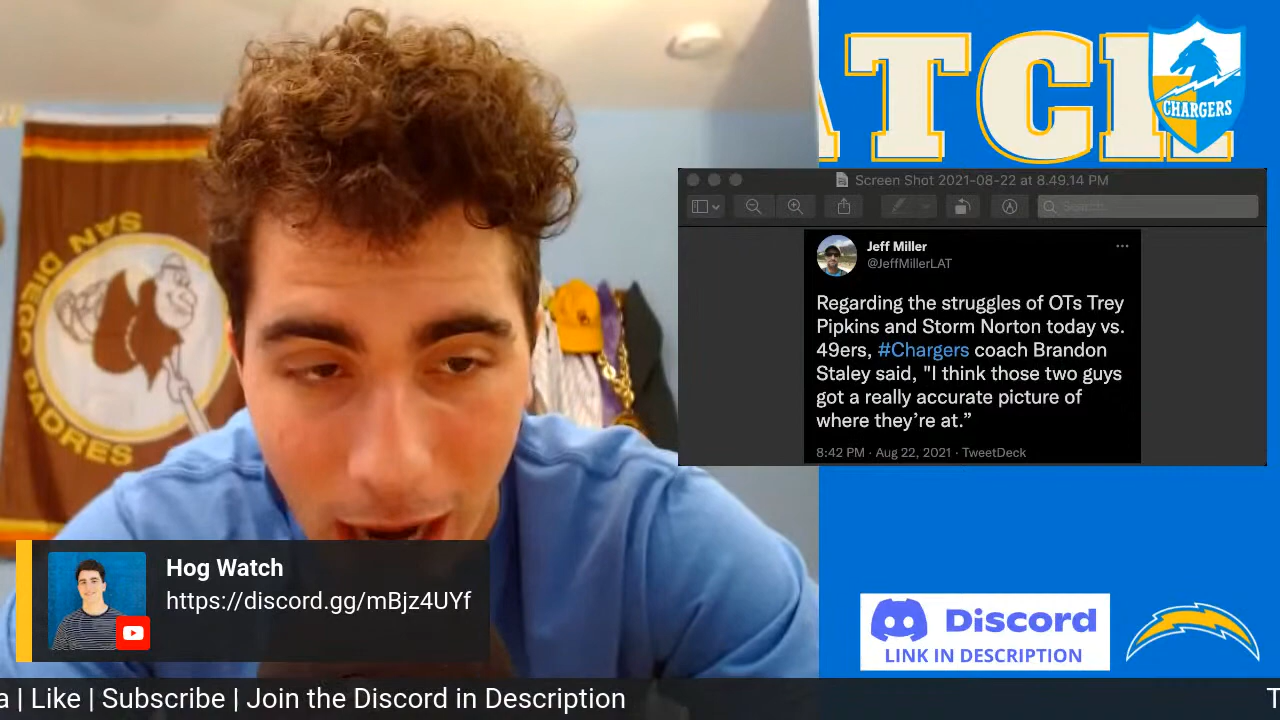 ATCH
CHARGERS
SAN DIEGO PADRES
Screen Shot 2021-08-22 at 8.49.14 PM
Search
Jeff Miller
@JeffMillerLAT
Regarding the struggles of OTs Trey
Pipkins and Storm Norton today vs.
49ers, #Chargers coach Brandon
Staley said, "I think those two guys
got a really accurate picture of
where they’re at.”
8:42 PM · Aug 22, 2021 · TweetDeck
Hog Watch
https://discord.gg/mBjz4UYf
Discord
LINK IN DESCRIPTION
a | Like | Subscribe | Join the Discord in Description
T